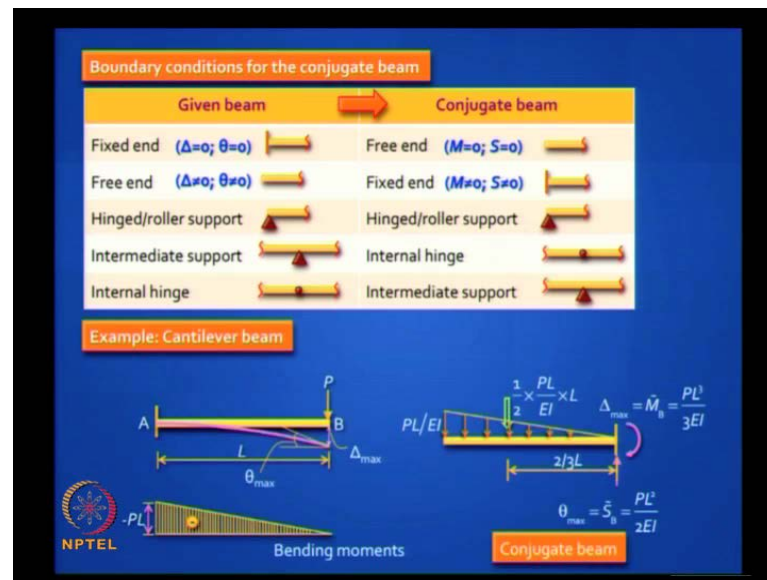 Boundary conditions for the conjugate beam
Given beam Conjugate beam
Fixed end (Δ=0; θ=0) Free end (M=0; S=0)
Free end (Δ≠0; θ≠0) Fixed end (M≠0; S≠0)
Hinged/roller support Hinged/roller support
Intermediate support Internal hinge
Internal hinge Intermediate support
Example: Cantilever beam
P
A B
L
θmax
Δmax
-PL
Bending moments
NPTEL
PL/EI
1/2 × PL/EI × L
Δmax = M̄B = PL³/3EI
2/3L
θmax = S̄B = PL²/2EI
Conjugate beam